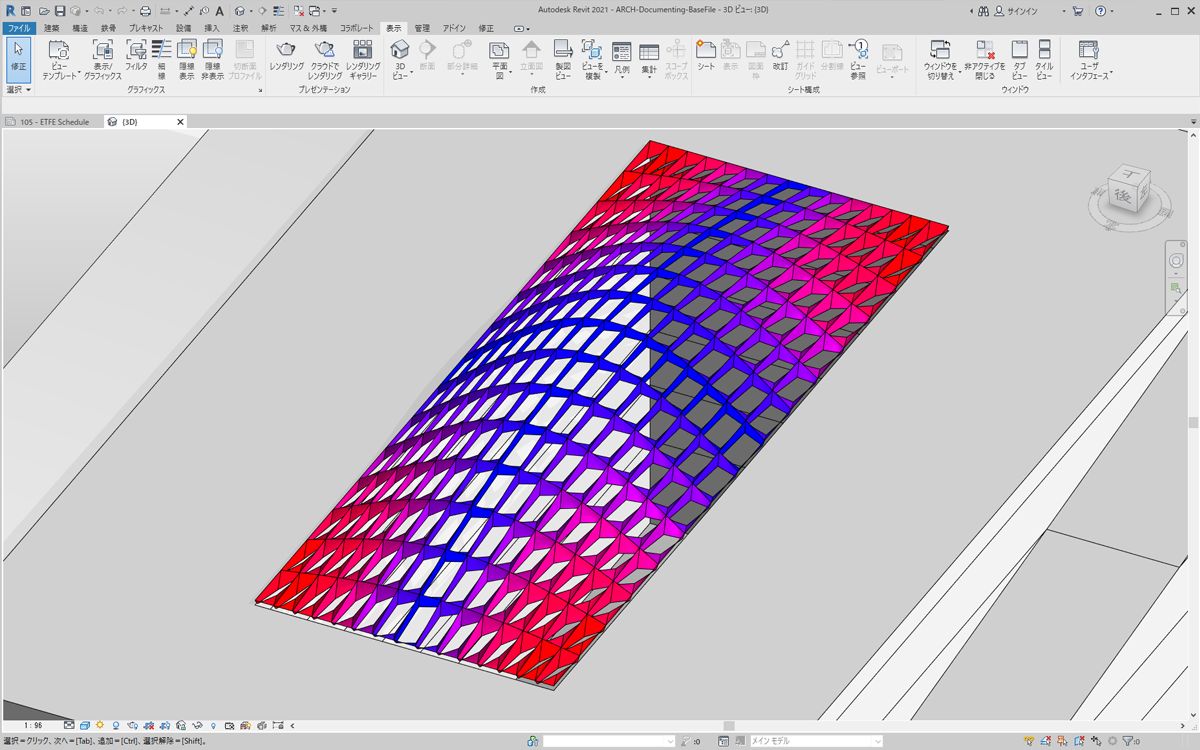 Autodesk Revit 2021 - ARCH-Documenting-BaseFile - 3D ビュー: {3D}
サインイン
ファイル 建築 構造 鉄骨 プレキャスト 設備 挿入 注釈 解析 マス & 外構 コラボレート 表示 管理 アドイン 修正
修正
ビュー テンプレート
表示/ グラフィックス
フィルタ
細線
隠線 表示
隠線 非表示
切断面 プロファイル
レンダリング
クラウドで レンダリング
レンダリング ギャラリー
3D ビュー
断面
部分詳細
平面図
立面図
製図 ビュー
ビューを 複製
凡例
集計
スコープ ボックス
シート
表示
図面枠
改訂
ガイド グリッド
分割線
ビュー 参照
ビューポート
ウィンドウを 切り替え
非アクティブを 閉じる
タブ ビュー
タイル ビュー
ユーザ インタフェース
選択 グラフィックス プレゼンテーション 作成 シート構成 ウィンドウ
105 - ETFE Schedule
{3D}
後
1 : 96
選択=クリック、次へ=[Tab]、追加=[Ctrl]、選択解除=[Shift]。
:0
メイン モデル
:0